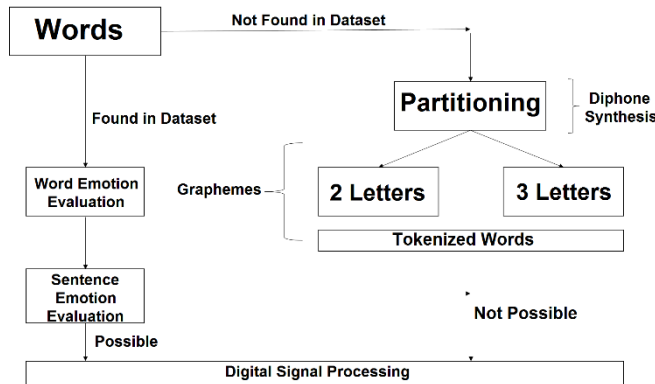 Words
Not Found in Dataset
Partitioning
Diphone
Synthesis
Found in Dataset
Word Emotion
Evaluation
Graphemes
2 Letters
3 Letters
Tokenized Words
Sentence
Emotion
Evaluation
Not Possible
Possible
Digital Signal Processing